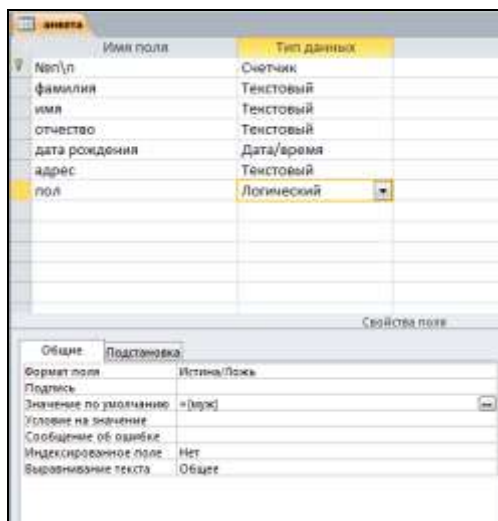 анкета
Имя поля Тип данных
№п\п Счетчик
фамилия Текстовый
имя Текстовый
отчество Текстовый
дата рождения Дата/время
адрес Текстовый
пол Логический
Свойства поля
Общие Подстановка
Формат поля Истина/Ложь
Подпись
Значение по умолчанию =[муж]
Условие на значение
Сообщение об ошибке
Индексированное поле Нет
Выравнивание текста Общее